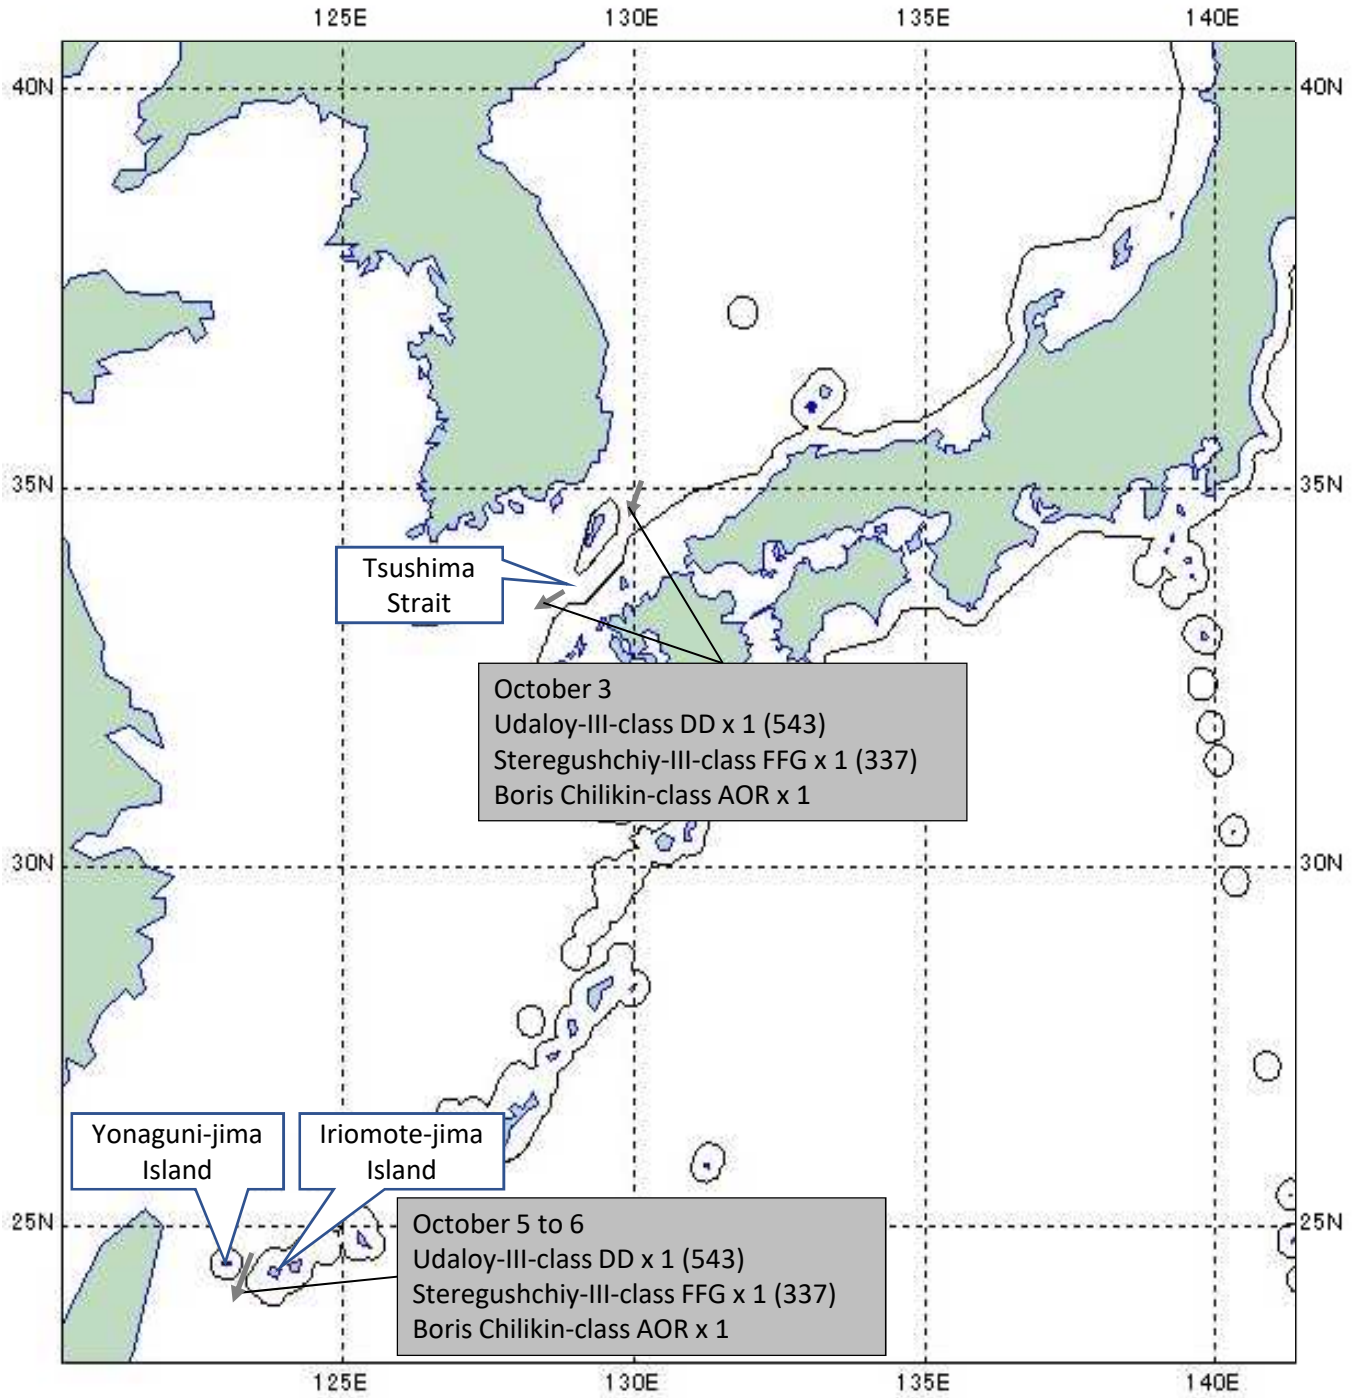 125E 130E 135E 140E
40N 40N
35N 35N
Tsushima
Strait
October 3
Udaloy-III-class DD x 1 (543)
Steregushchiy-III-class FFG x 1 (337)
Boris Chilikin-class AOR x 1
30N 30N
Yonaguni-jima
Island
Iriomote-jima
Island
25N 25N
October 5 to 6
Udaloy-III-class DD x 1 (543)
Steregushchiy-III-class FFG x 1 (337)
Boris Chilikin-class AOR x 1
125E 130E 135E 140E